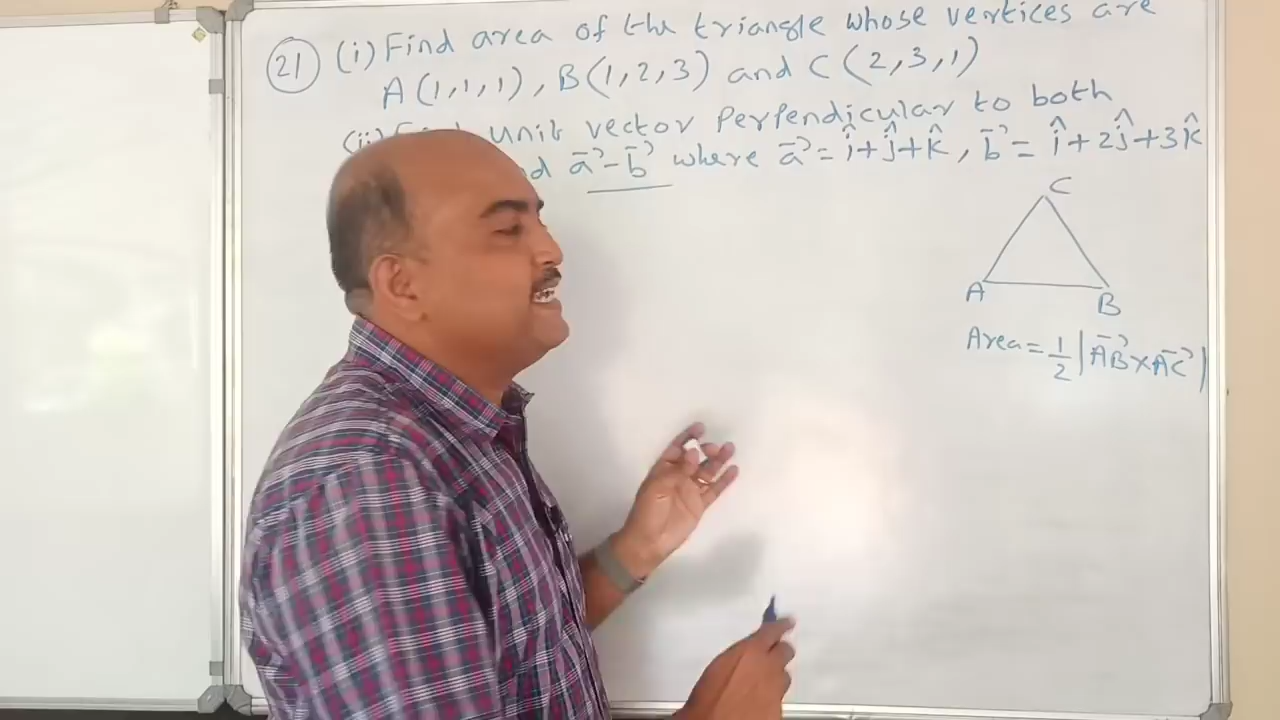 21 (i) Find area of the triangle whose vertices are
A (1,1,1), B(1,2,3) and C (2,3,1)
(ii) unit vector perpendicular to both
a⃗ - b⃗ where a⃗ = î+ĵ+k̂, b⃗ = î+2ĵ+3k̂
C
A
B
Area = 1/2 |AB⃗ × AC⃗|